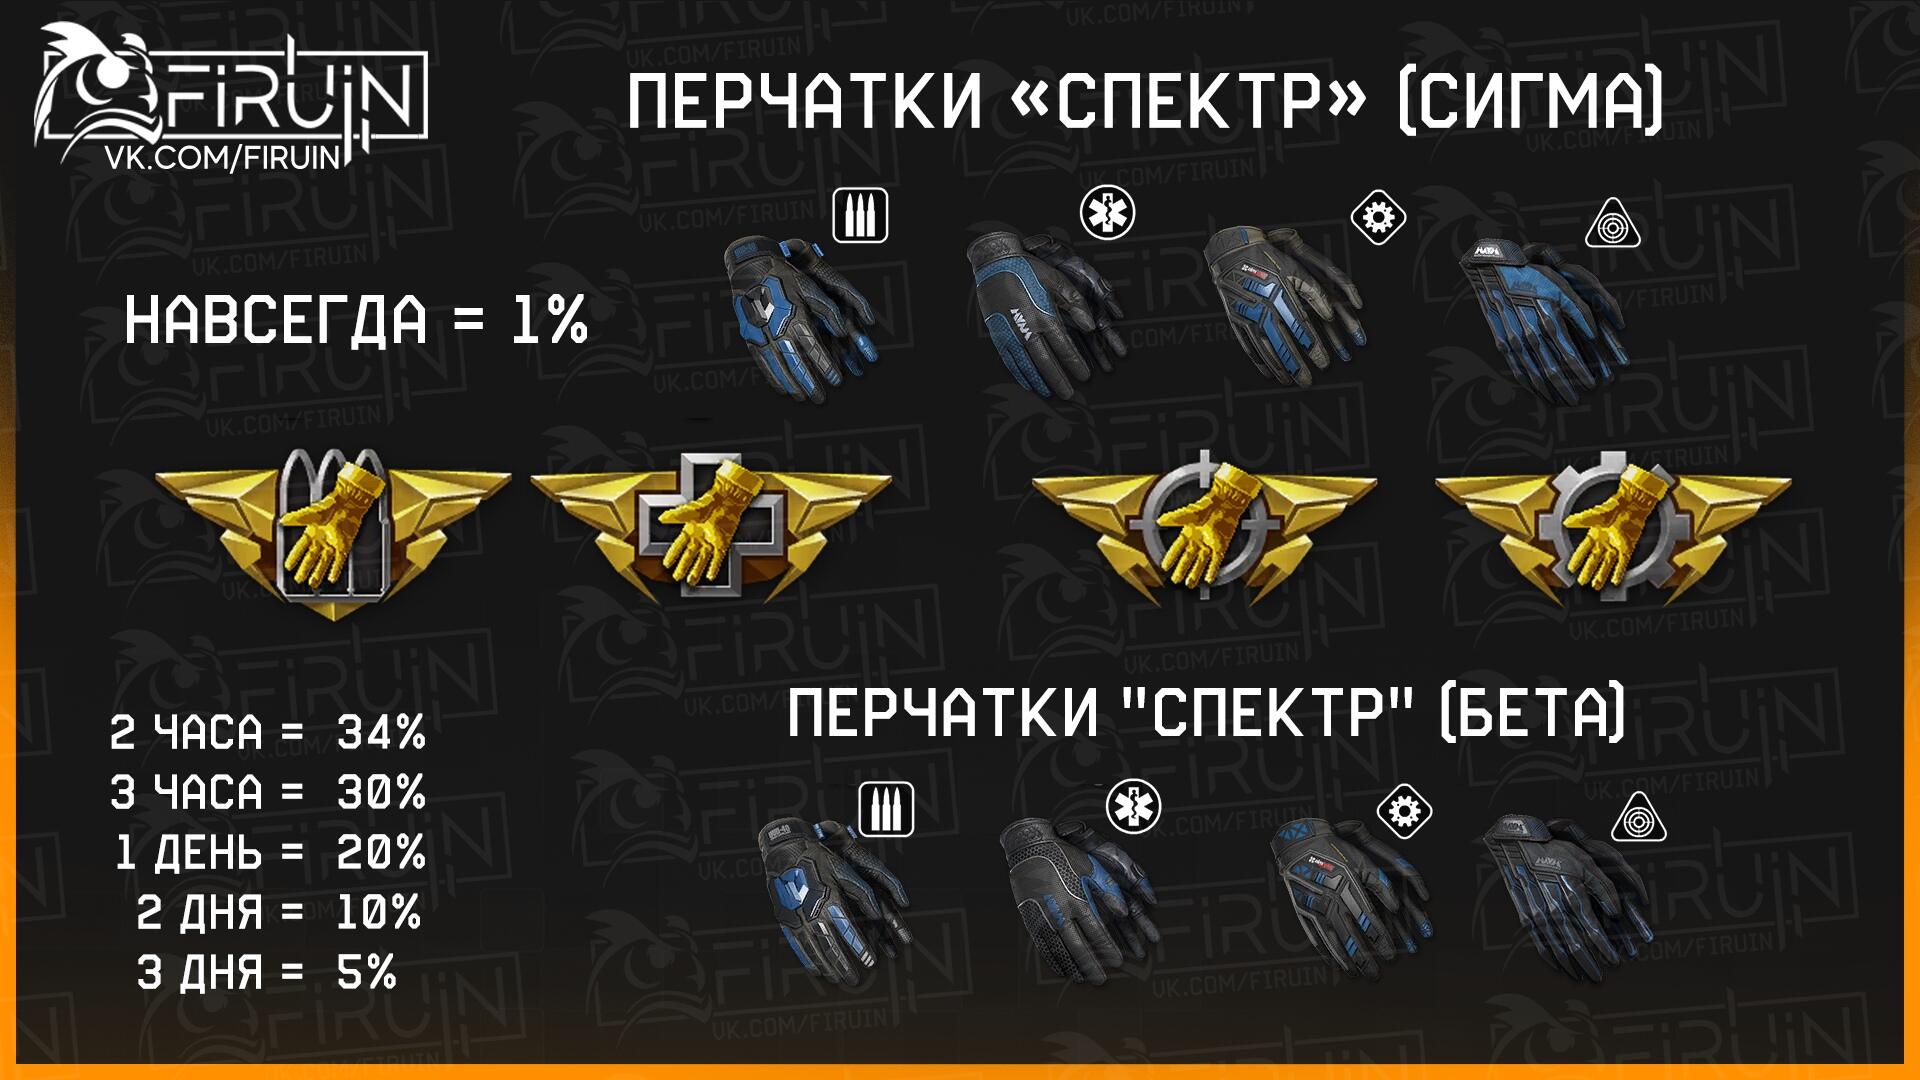 FIRUIN
VK.COM/FIRUIN
ПЕРЧАТКИ «СПЕКТР» (СИГМА)
НАВСЕГДА = 1%
ПЕРЧАТКИ "СПЕКТР" (БЕТА)
2 ЧАСА = 34%
3 ЧАСА = 30%
1 ДЕНЬ = 20%
2 ДНЯ = 10%
3 ДНЯ = 5%